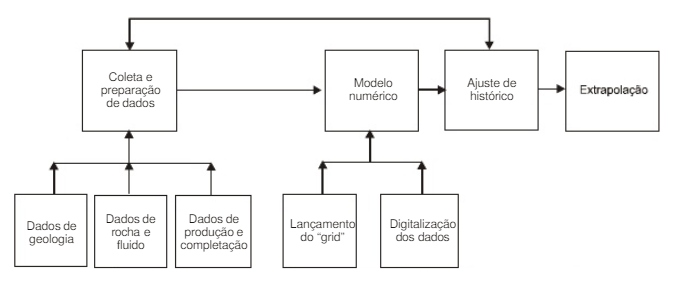 Coleta e
preparação
de dados
Modelo
numérico
Ajuste de
histórico
Extrapolação
Dados de
geologia
Dados de
rocha e
fluido
Dados de
produção e
completação
Lançamento
do “grid”
Digitalização
dos dados